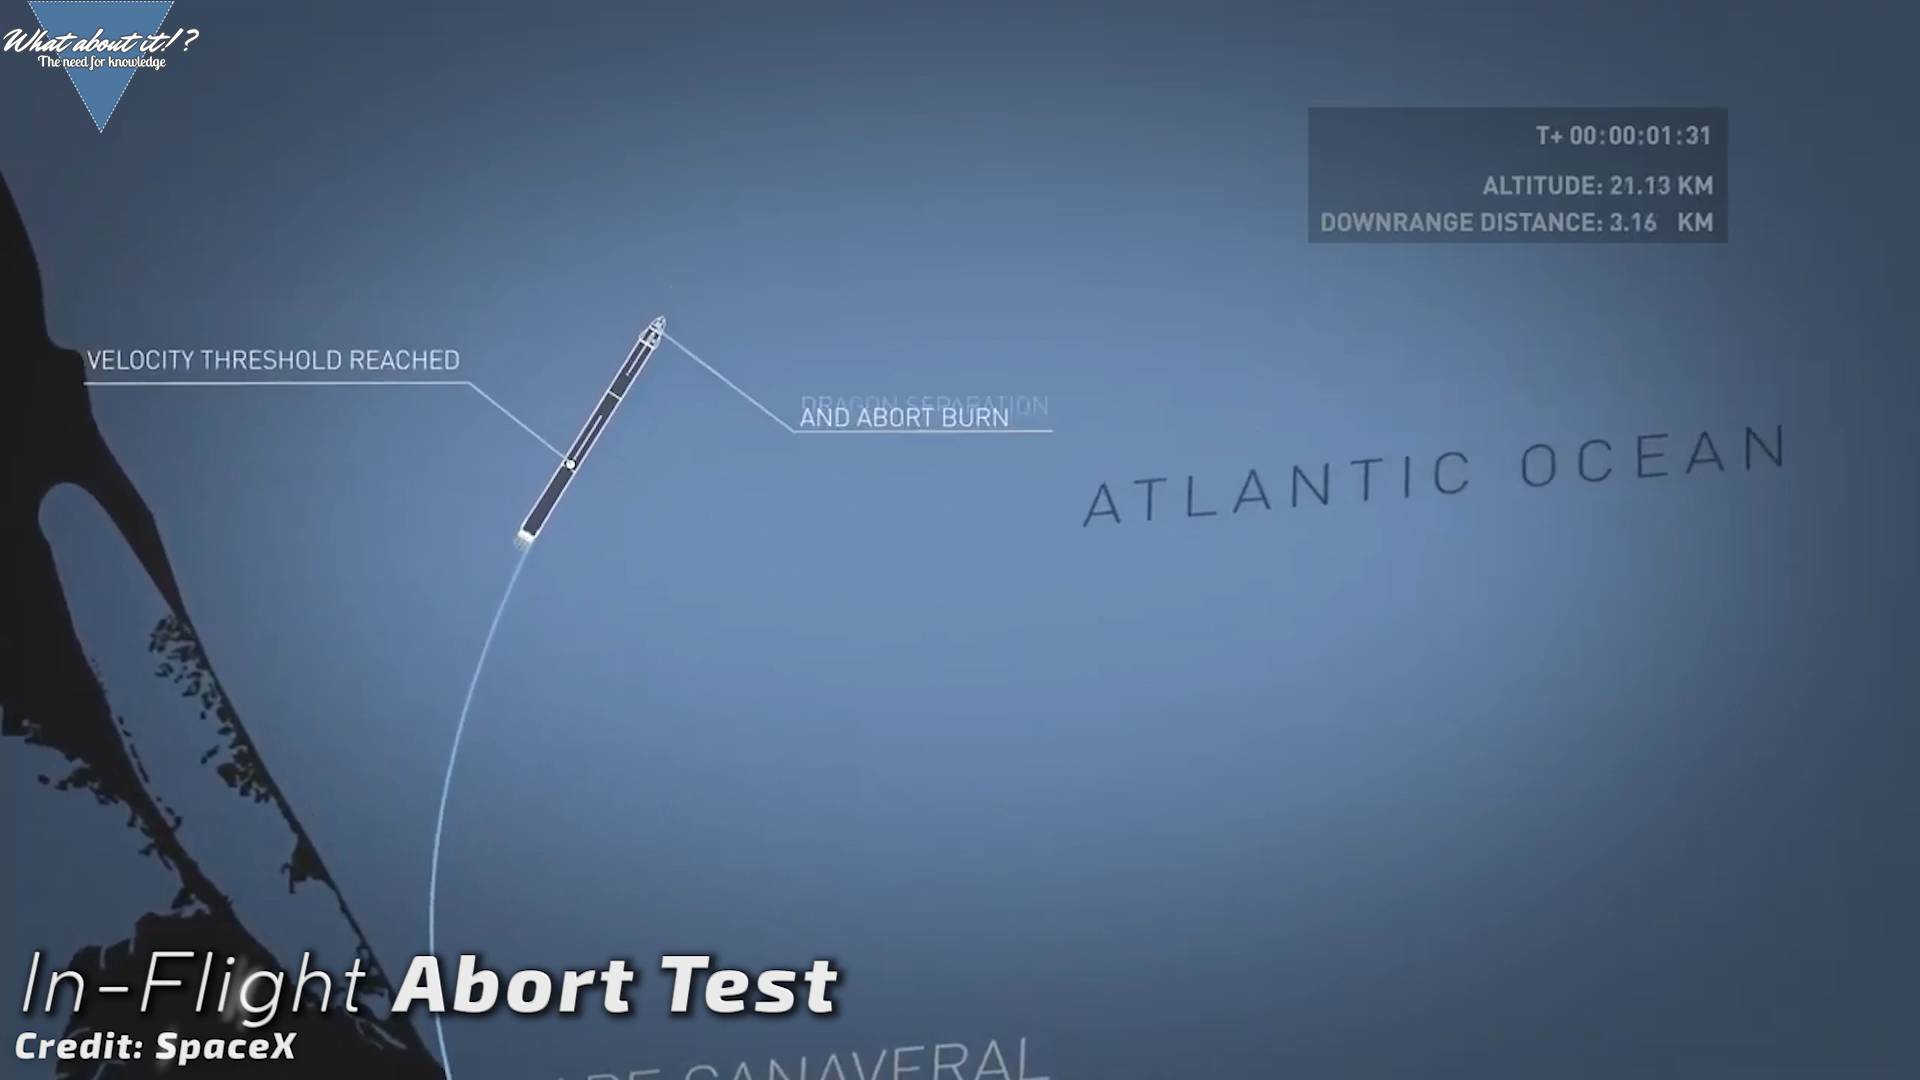 What about it!?
The need for knowledge
T+ 00:00:01:31
ALTITUDE: 21.13 KM
DOWNRANGE DISTANCE: 3.16 KM
VELOCITY THRESHOLD REACHED
DRAGON SEPARATION
AND ABORT BURN
ATLANTIC OCEAN
In-Flight Abort Test
Credit: SpaceX
CANAVERAL